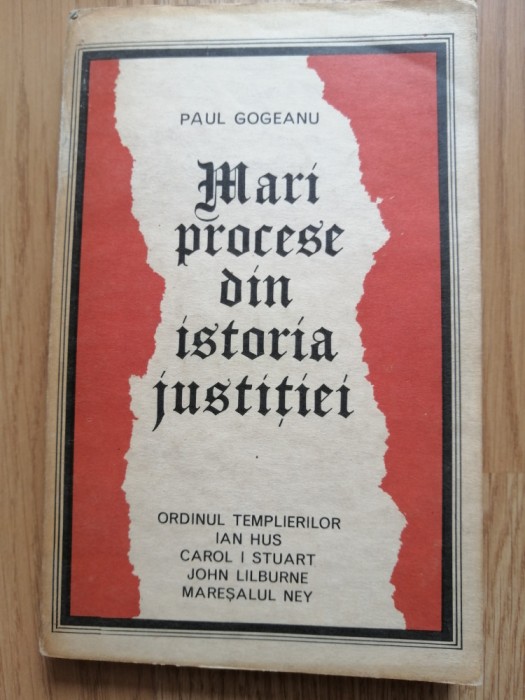 PAUL GOGEANU
Mari
procese
din
istoria
justiției
ORDINUL TEMPLIERILOR
IAN HUS
CAROL I STUART
JOHN LILBURNE
MAREȘALUL NEY